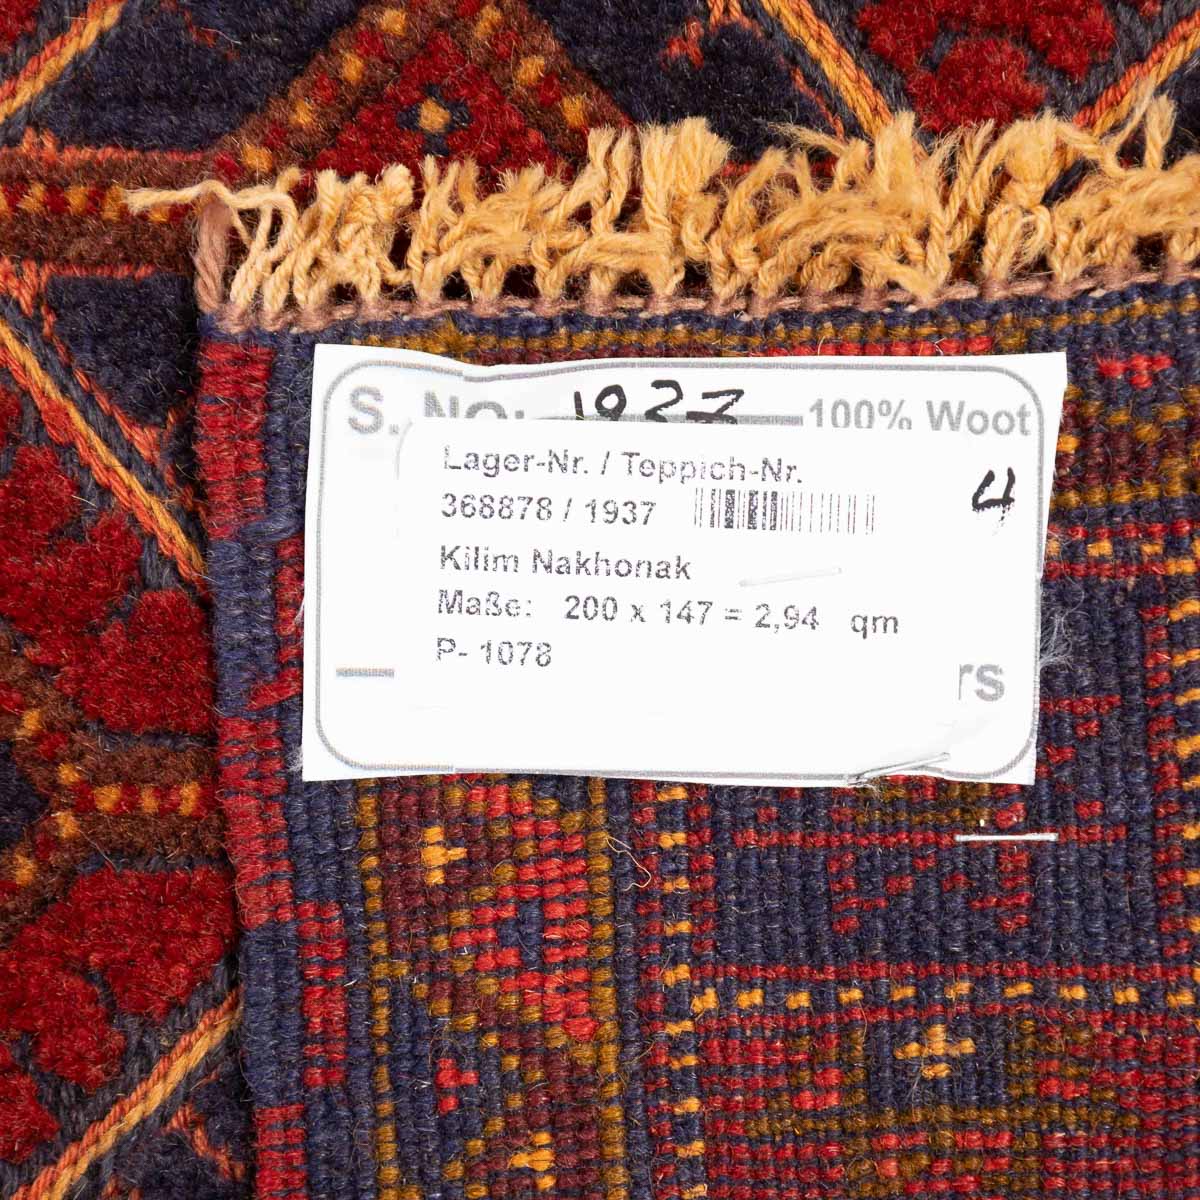 S. NO: 1937 100% Woot
Lager-Nr. / Teppich-Nr.
368878 / 1937
4
Kilim Nakhonak
Maße: 200 x 147 = 2,94 qm
P- 1078
rs